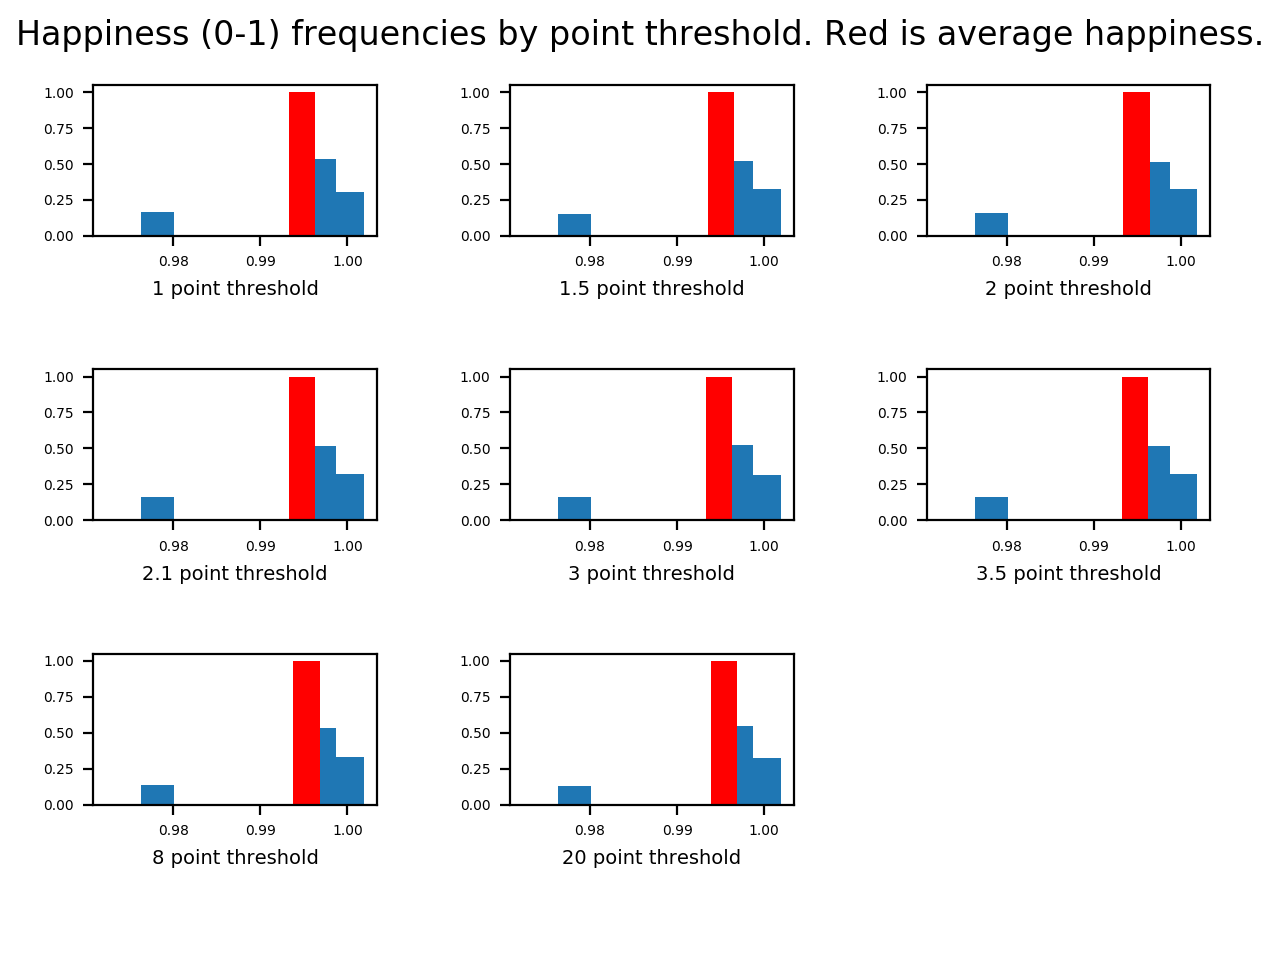 Happiness (0-1) frequencies by point threshold. Red is average happiness.
1.00 0.75 0.50 0.25 0.00
0.98 0.99 1.00
1 point threshold
1.00 0.75 0.50 0.25 0.00
0.98 0.99 1.00
1.5 point threshold
1.00 0.75 0.50 0.25 0.00
0.98 0.99 1.00
2 point threshold
1.00 0.75 0.50 0.25 0.00
0.98 0.99 1.00
2.1 point threshold
1.00 0.75 0.50 0.25 0.00
0.98 0.99 1.00
3 point threshold
1.00 0.75 0.50 0.25 0.00
0.98 0.99 1.00
3.5 point threshold
1.00 0.75 0.50 0.25 0.00
0.98 0.99 1.00
8 point threshold
1.00 0.75 0.50 0.25 0.00
0.98 0.99 1.00
20 point threshold